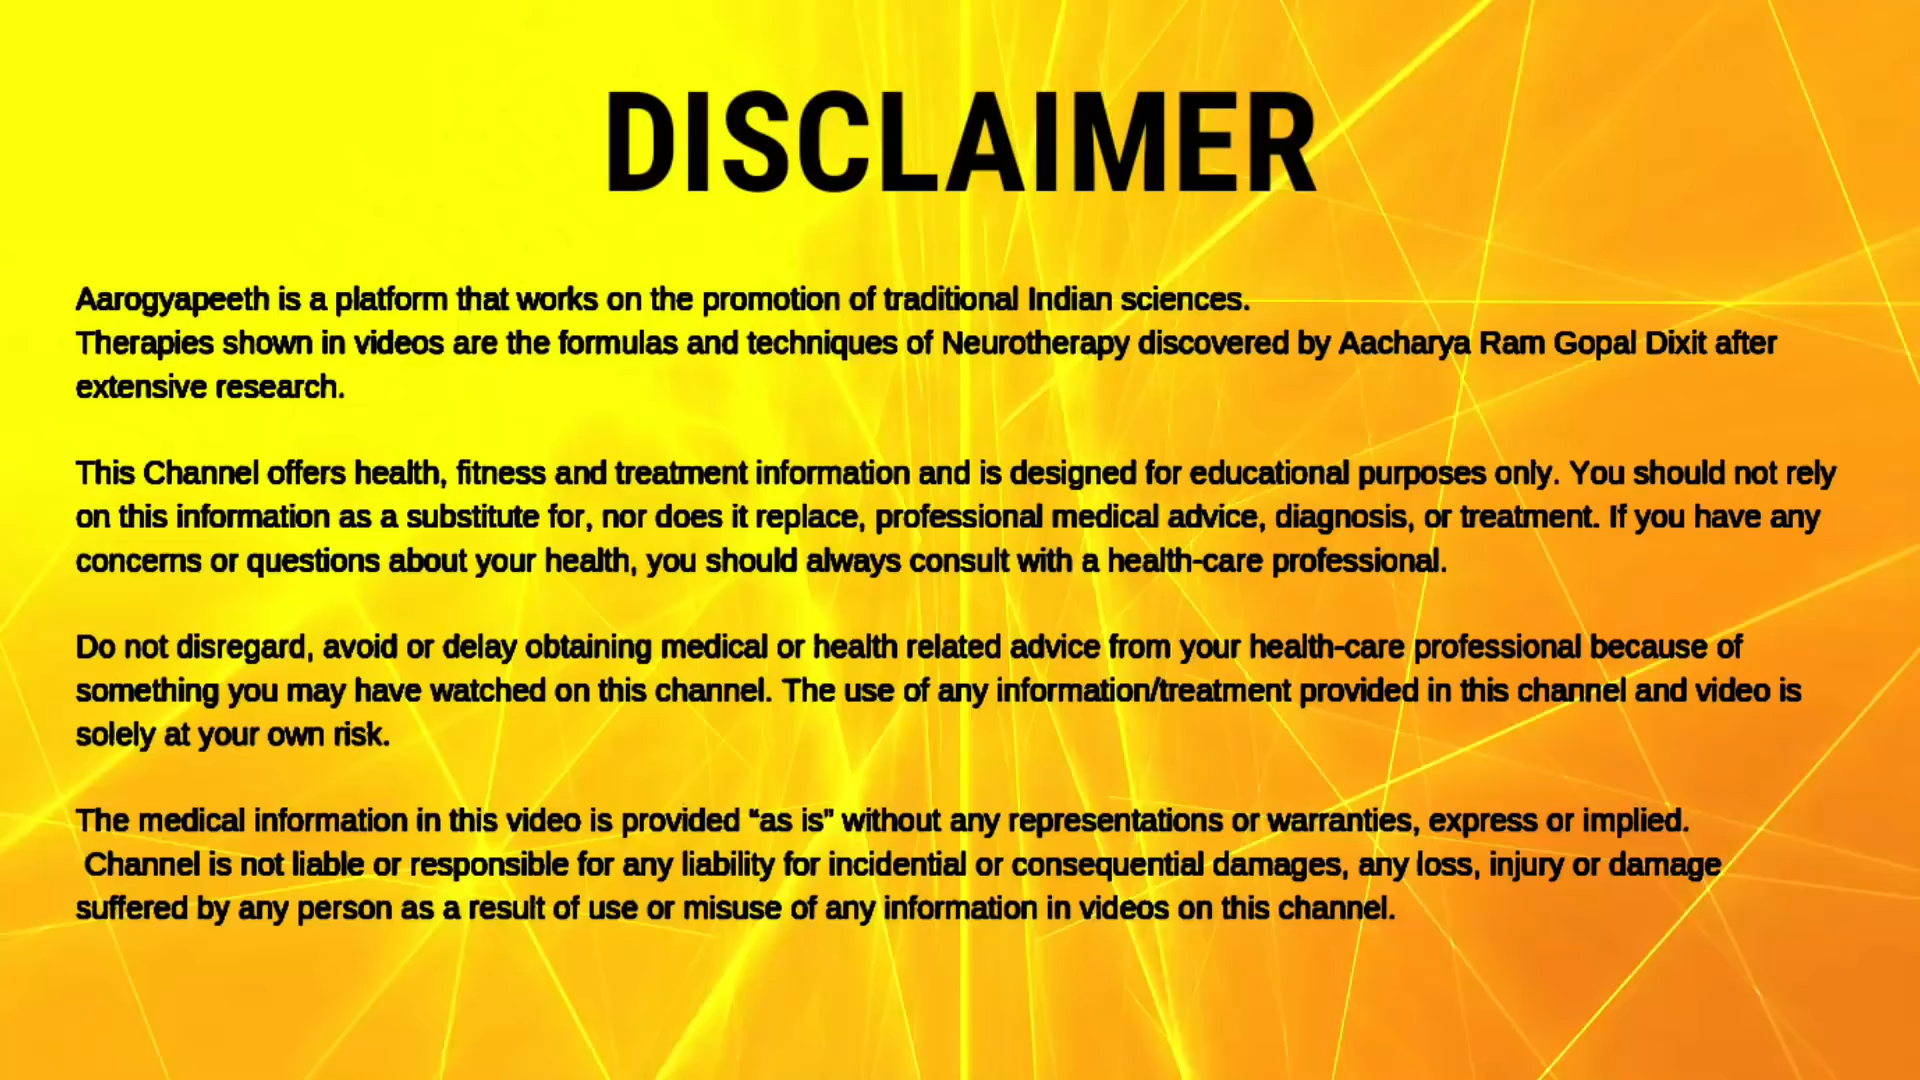 DISCLAIMER
Aarogyapeeth is a platform that works on the promotion of traditional Indian sciences.
Therapies shown in videos are the formulas and techniques of Neurotherapy discovered by Aacharya Ram Gopal Dixit after
extensive research.
This Channel offers health, fitness and treatment information and is designed for educational purposes only. You should not rely
on this information as a substitute for, nor does it replace, professional medical advice, diagnosis, or treatment. If you have any
concerns or questions about your health, you should always consult with a health-care professional.
Do not disregard, avoid or delay obtaining medical or health related advice from your health-care professional because of
something you may have watched on this channel. The use of any information/treatment provided in this channel and video is
solely at your own risk.
The medical information in this video is provided “as is” without any representations or warranties, express or implied.
Channel is not liable or responsible for any liability for incidential or consequential damages, any loss, injury or damage
suffered by any person as a result of use or misuse of any information in videos on this channel.